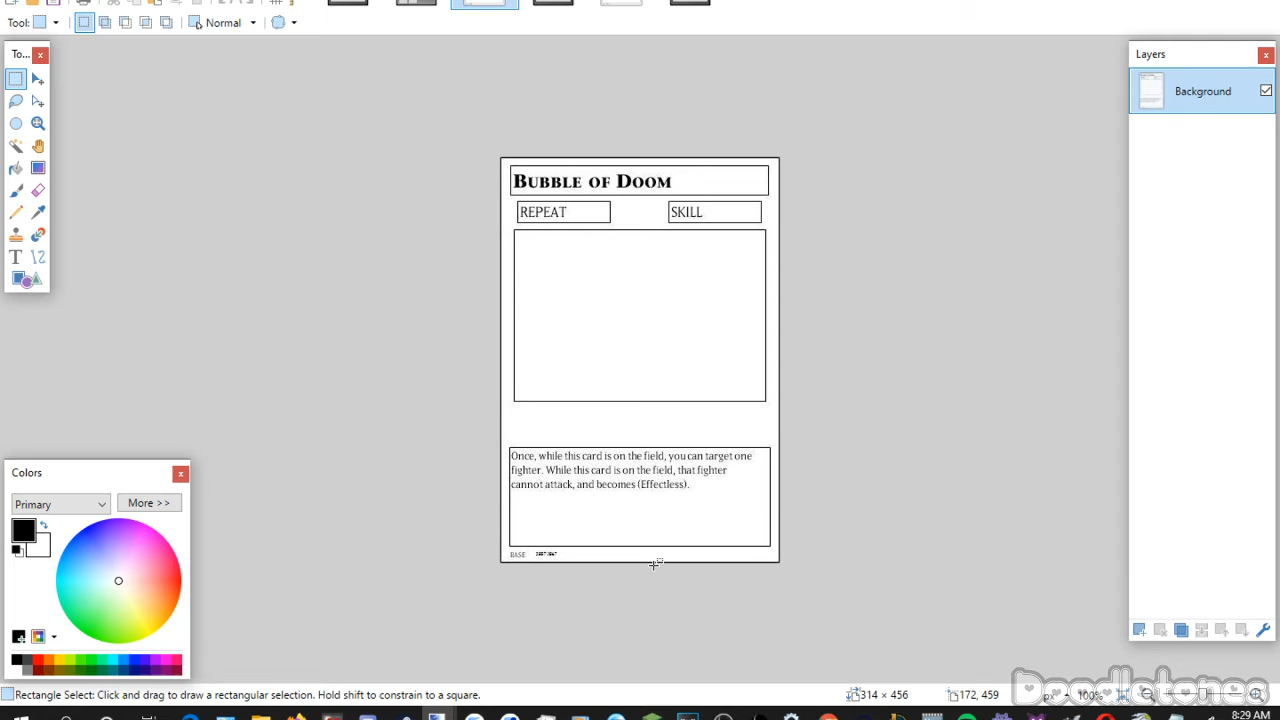 Tool:
Normal
To...
Layers
Background
BUBBLE OF DOOM
REPEAT
SKILL
Once, while this card is on the field, you can target one
fighter. While this card is on the field, that fighter
cannot attack, and becomes (Effectless).
BASE
Colors
Primary
More >>
Rectangle Select: Click and drag to draw a rectangular selection. Hold shift to constrain to a square.
314 × 456
172, 459
px
100%
Doodletones
8:29 AM